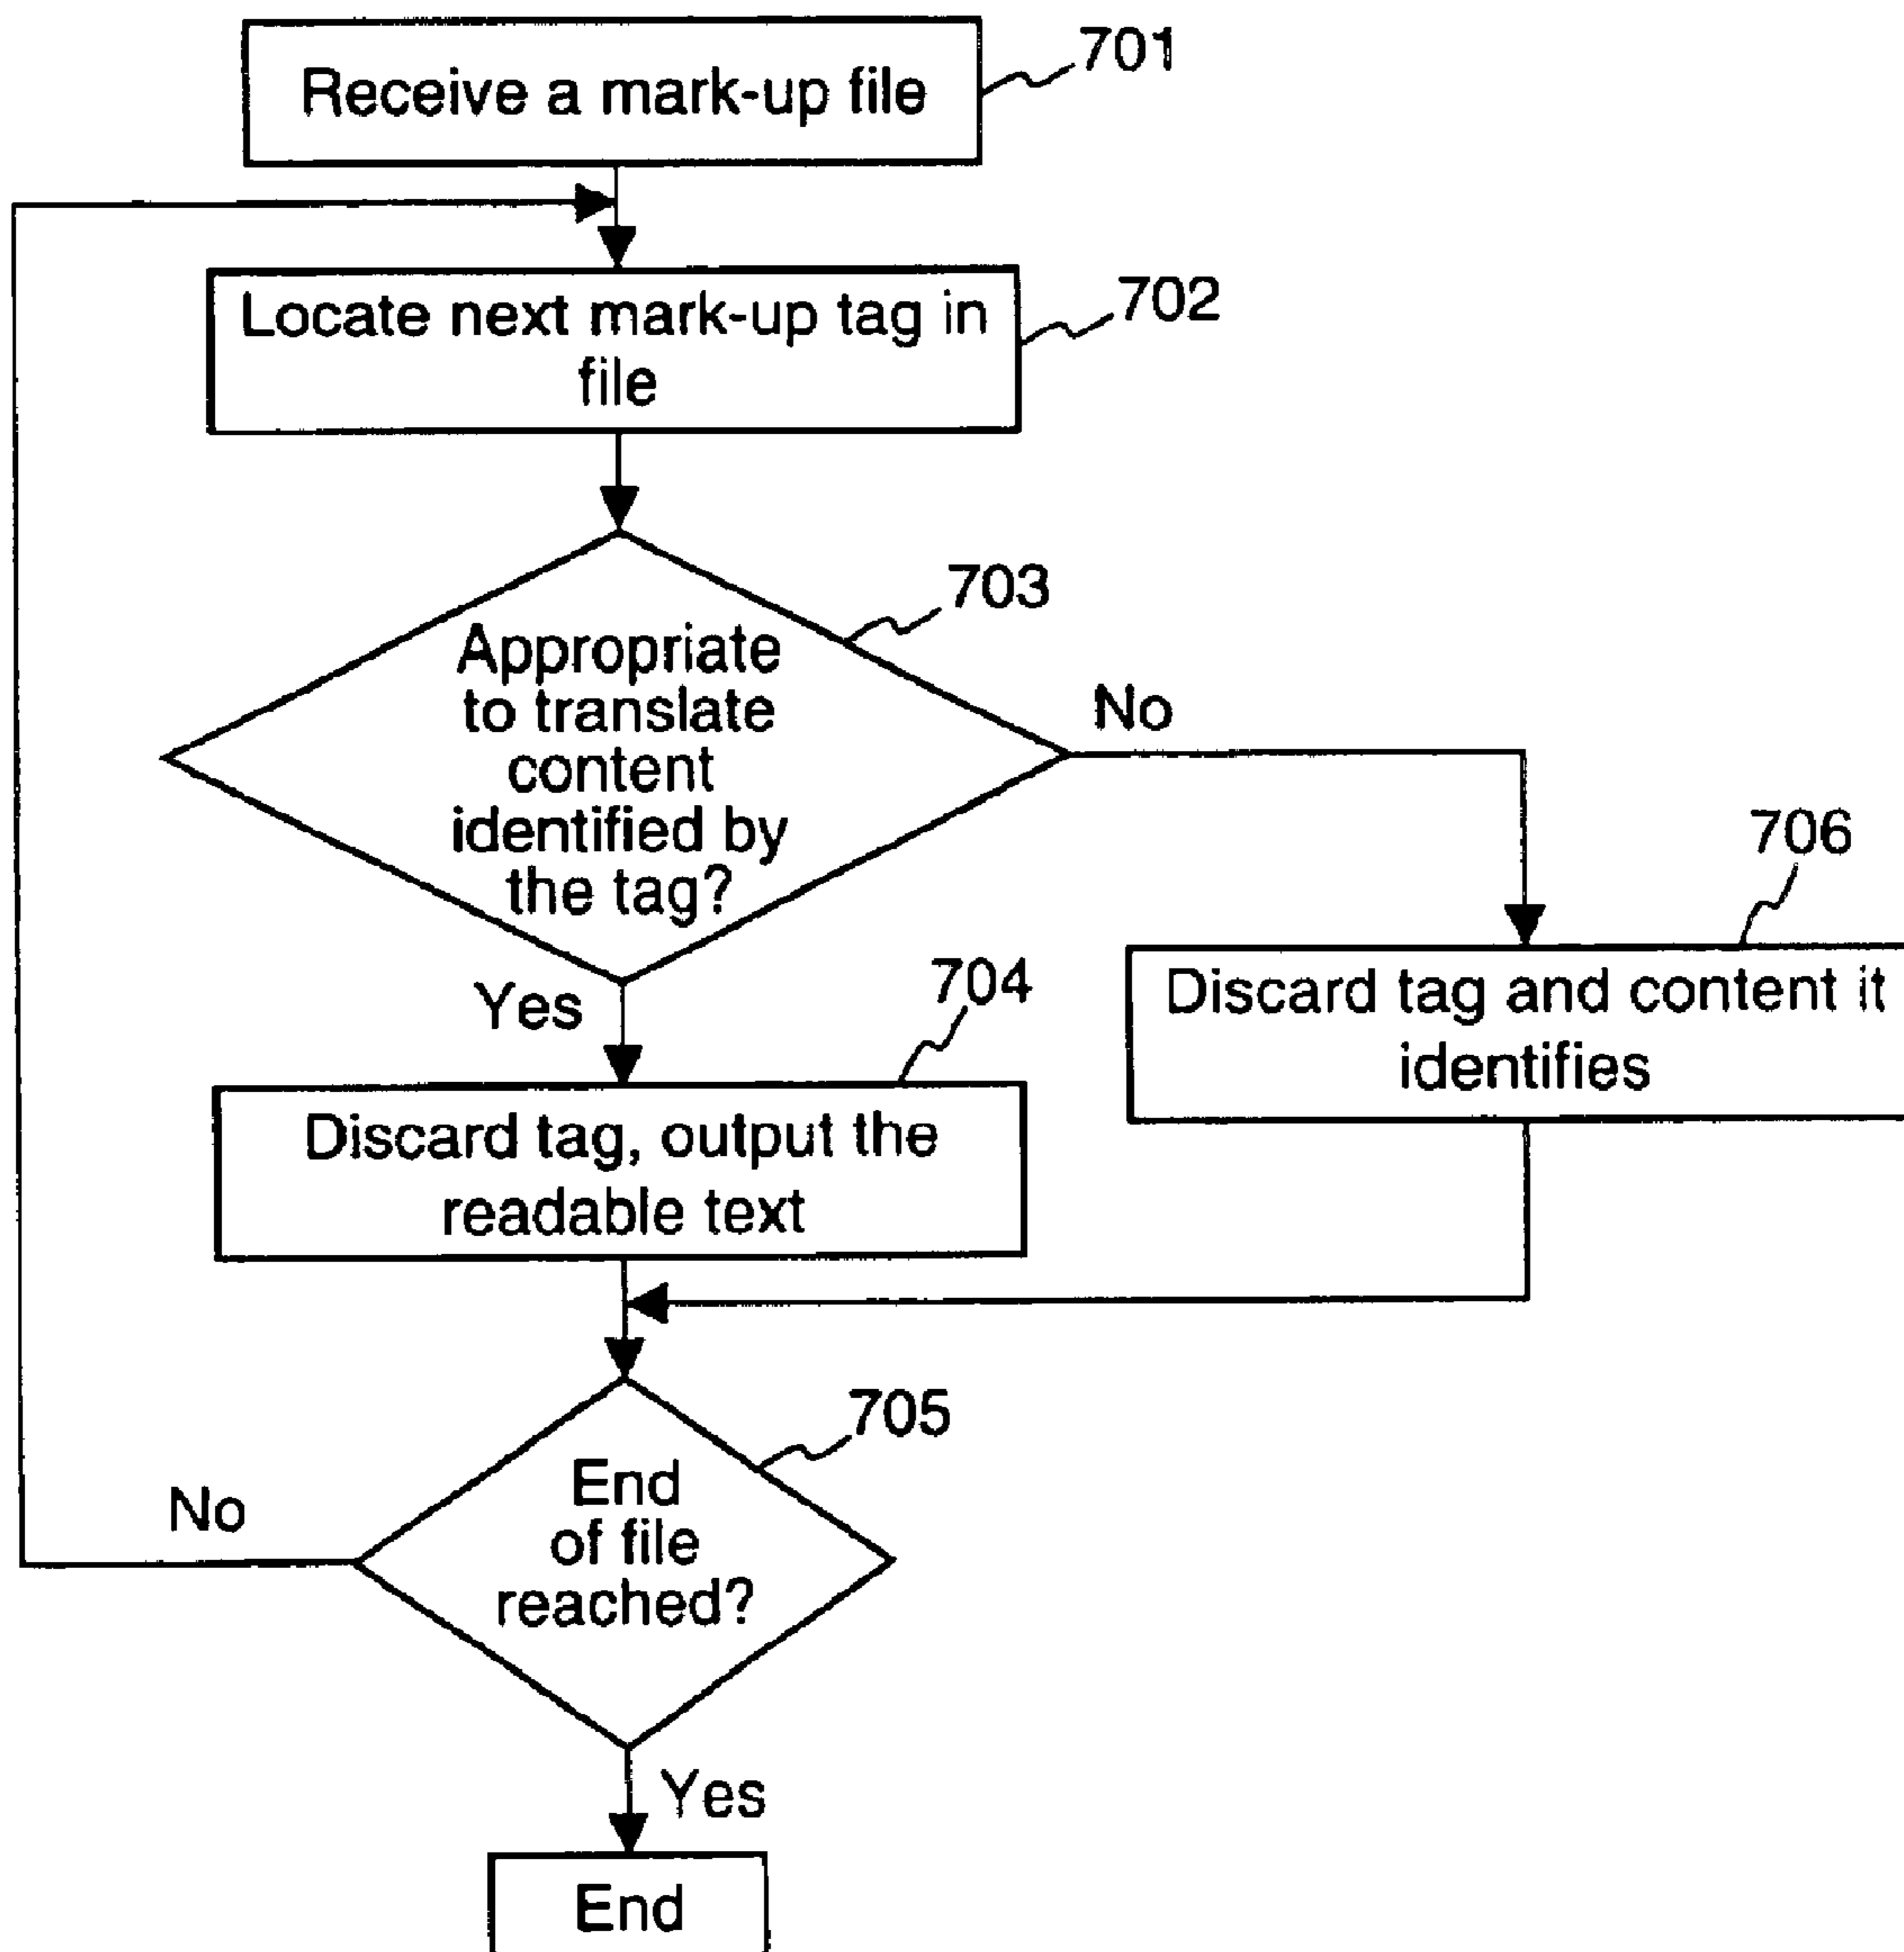 Receive a mark-up file
701
Locate next mark-up tag in
file
702
Appropriate
to translate
content
identified by
the tag?
703
No
Yes
706
Discard tag and content it
identifies
704
Discard tag, output the
readable text
705
End
of file
reached?
No
Yes
End